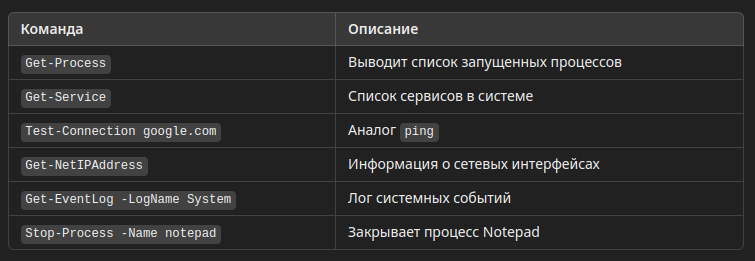 Команда Описание
Get-Process Выводит список запущенных процессов
Get-Service Список сервисов в системе
Test-Connection google.com Аналог ping
Get-NetIPAddress Информация о сетевых интерфейсах
Get-EventLog -LogName System Лог системных событий
Stop-Process -Name notepad Закрывает процесс Notepad